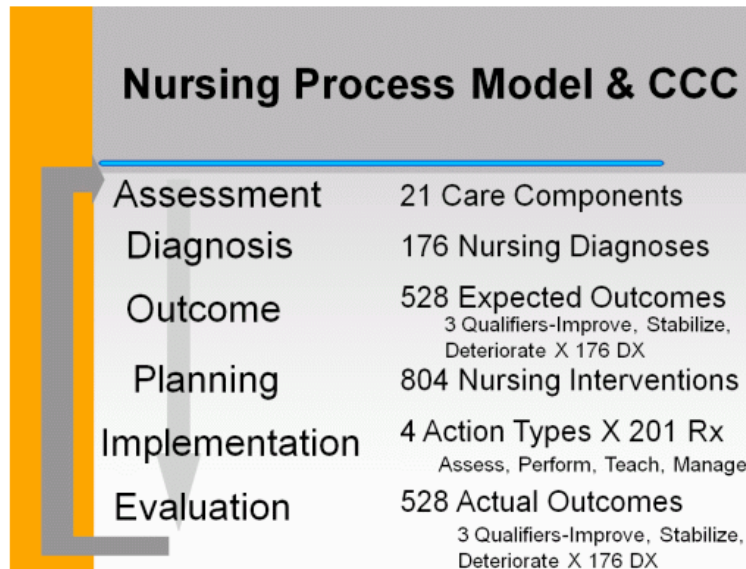 Nursing Process Model & CCC
Assessment
21 Care Components
Diagnosis
176 Nursing Diagnoses
Outcome
528 Expected Outcomes
3 Qualifiers-Improve, Stabilize,
Deteriorate X 176 DX
Planning
804 Nursing Interventions
Implementation
4 Action Types X 201 Rx
Assess, Perform, Teach, Manage
Evaluation
528 Actual Outcomes
3 Qualifiers-Improve, Stabilize,
Deteriorate X 176 DX